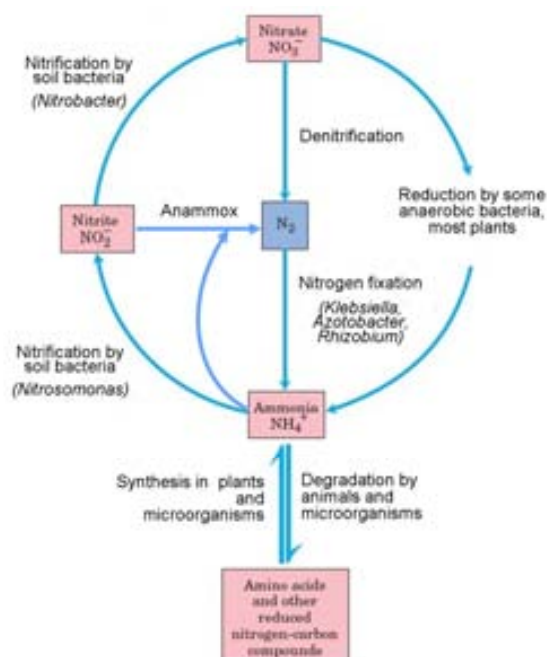 Nitrate
NO₃⁻
Nitrification by
soil bacteria
(Nitrobacter)
Denitrification
Reduction by some
anaerobic bacteria,
most plants
Nitrite
NO₂⁻
Anammox
N₂
Nitrogen fixation
(Klebsiella,
Azotobacter,
Rhizobium)
Nitrification by
soil bacteria
(Nitrosomonas)
Ammonia
NH₄⁺
Synthesis in plants
and
microorganisms
Degradation by
animals and
microorganisms
Amino acids
and other
reduced
nitrogen-carbon
compounds